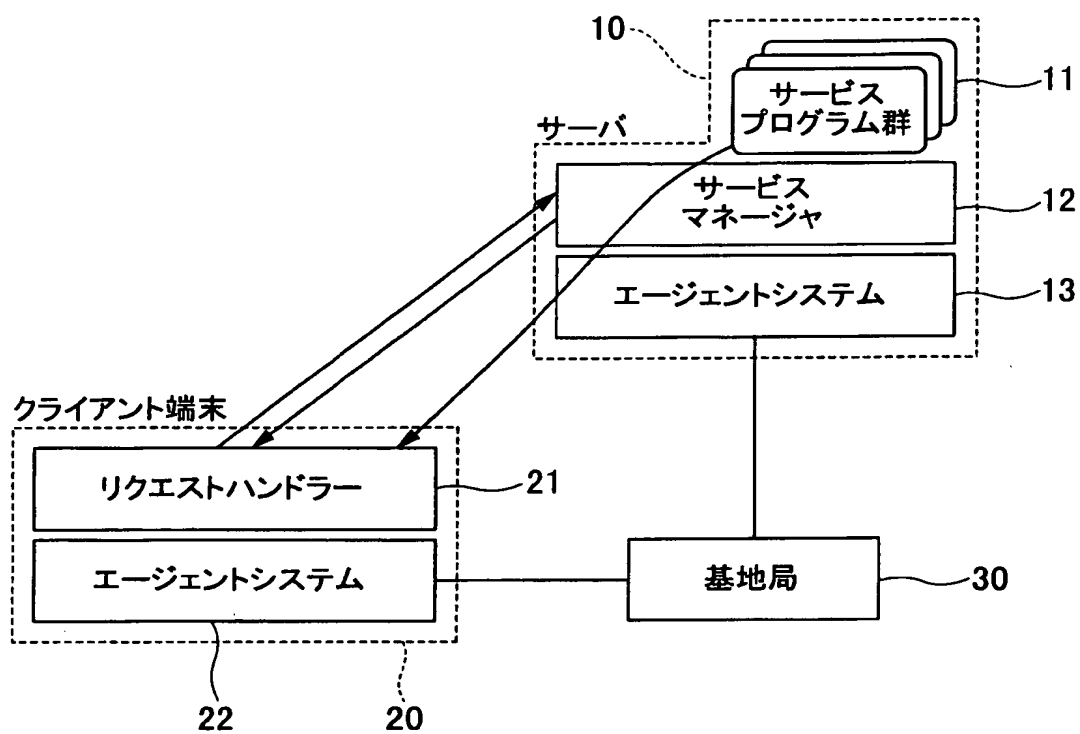 10
サービス
プログラム群
11
サーバ
サービス
マネージャ
12
エージェントシステム
13
クライアント端末
リクエストハンドラー
21
エージェントシステム
基地局
30
22
20